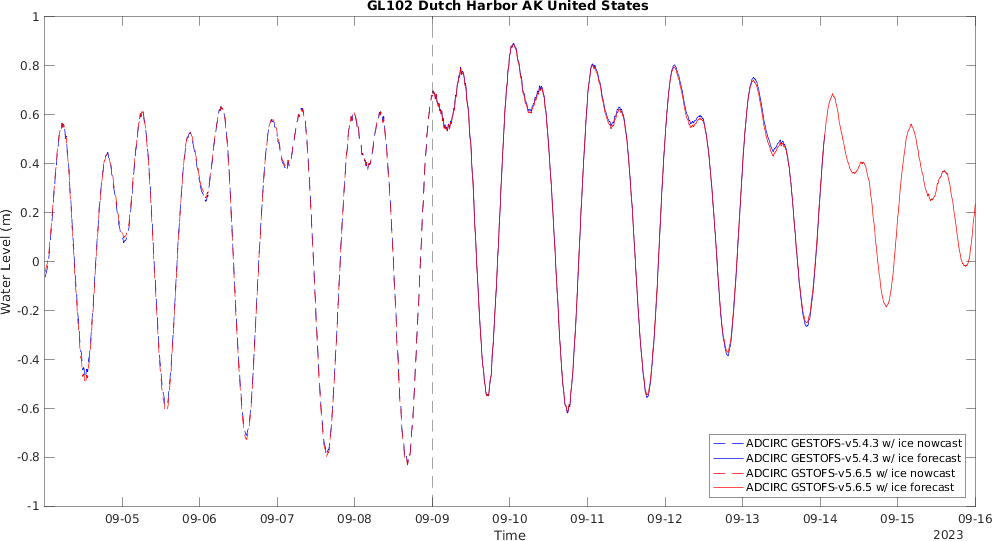 GL102 Dutch Harbor AK United States
1
0.8
0.6
0.4
0.2
0
-0.2
-0.4
-0.6
-0.8
-1
Water Level (m)
ADCIRC GESTOFS-v5.4.3 w/ ice nowcast
ADCIRC GESTOFS-v5.4.3 w/ ice forecast
ADCIRC GSTOFS-v5.6.5 w/ ice nowcast
ADCIRC GSTOFS-v5.6.5 w/ ice forecast
09-05 09-06 09-07 09-08 09-09 09-10 09-11 09-12 09-13 09-14 09-15 09-16
Time
2023